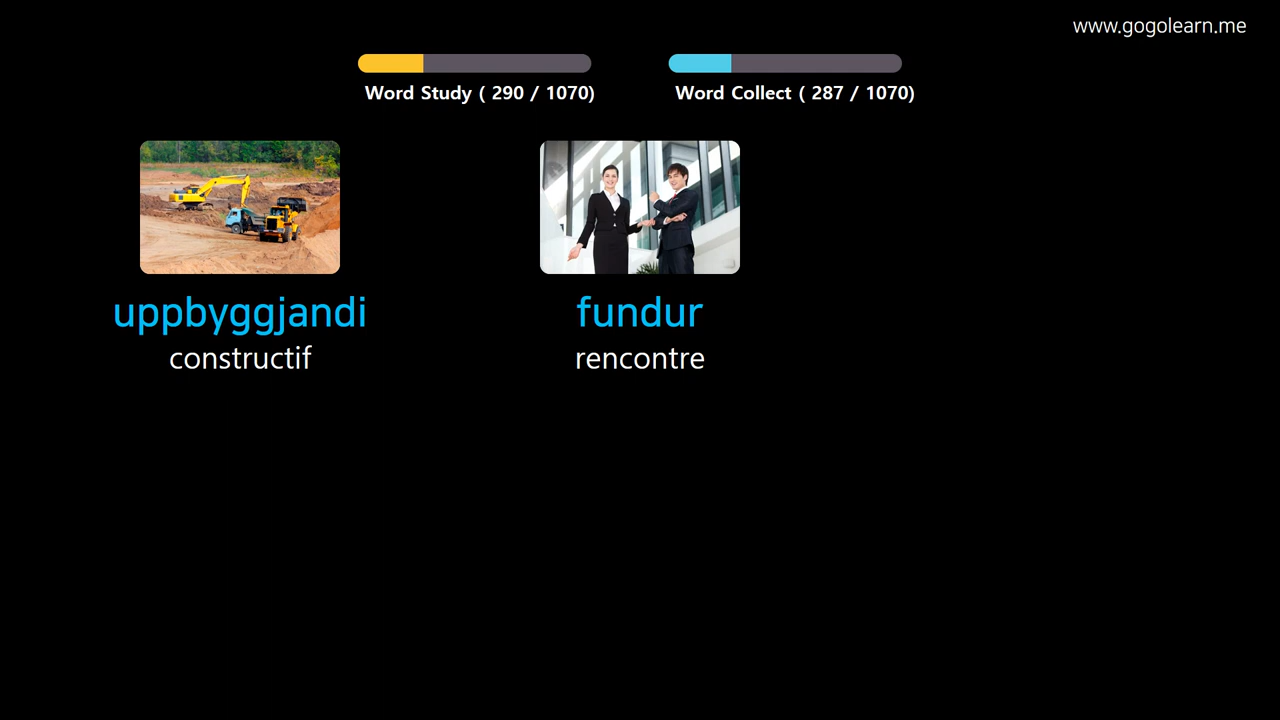 www.gogolearn.me
Word Study ( 290 / 1070)
Word Collect ( 287 / 1070)
uppbyggjandi
constructif
fundur
rencontre